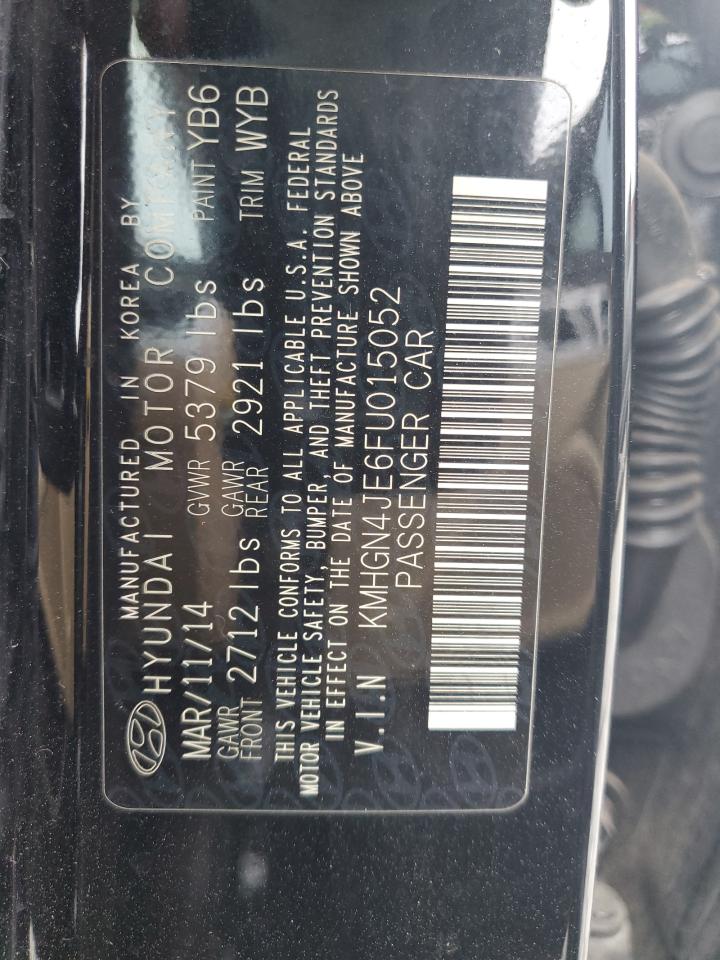 MANUFACTURED IN KOREA BY
HYUNDAI MOTOR COMPANY
MAR/11/14 GVWR 5379 lbs PAINT YB6
GAWR FRONT 2712 lbs GAWR REAR 2921 lbs TRIM WYB
THIS VEHICLE CONFORMS TO ALL APPLICABLE U.S.A. FEDERAL
MOTOR VEHICLE SAFETY, BUMPER, AND THEFT PREVENTION STANDARDS
IN EFFECT ON THE DATE OF MANUFACTURE SHOWN ABOVE
V.I.N KMHGN4JE6FU015052
PASSENGER CAR